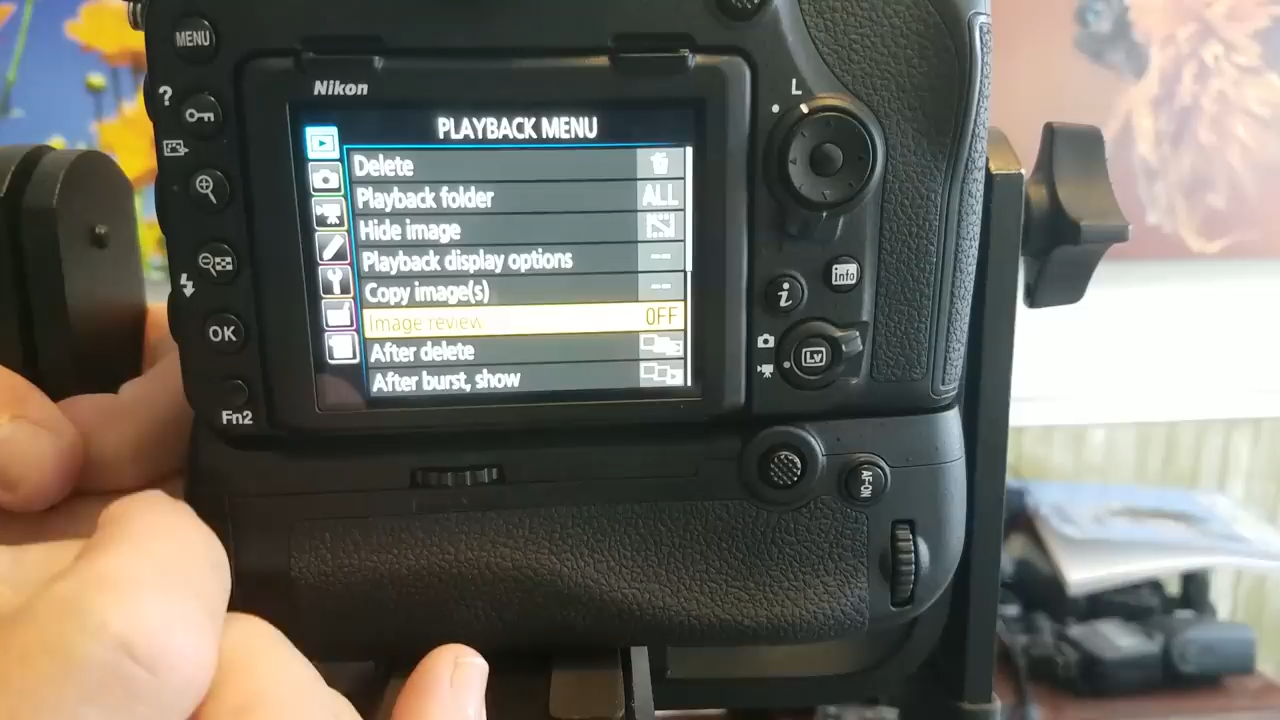 MENU
Nikon
?
L
PLAYBACK MENU
Delete
Playback folder ALL
Hide image
Playback display options ---
Copy image(s) ---
Image review OFF
After delete
After burst, show
info
i
OK
Lv
Fn2
AF-ON